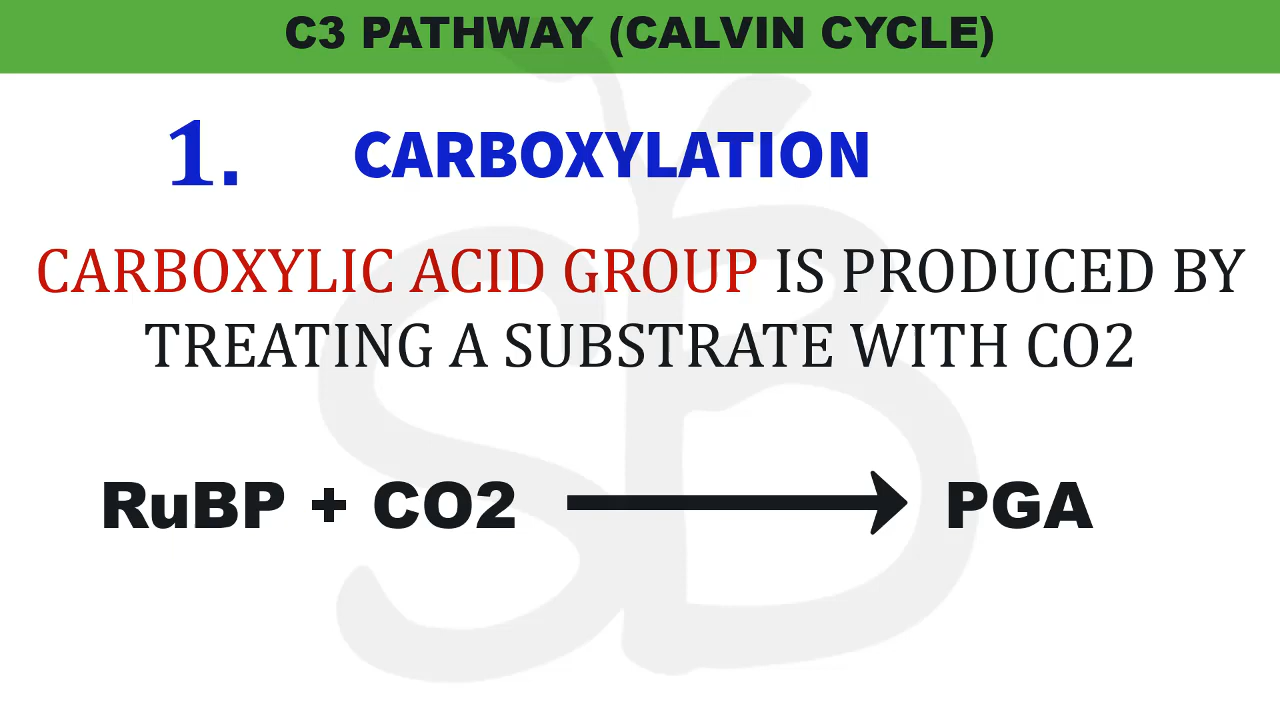 C3 PATHWAY (CALVIN CYCLE)
1. CARBOXYLATION
CARBOXYLIC ACID GROUP IS PRODUCED BY
TREATING A SUBSTRATE WITH CO2
RuBP + CO2 → PGA
SB